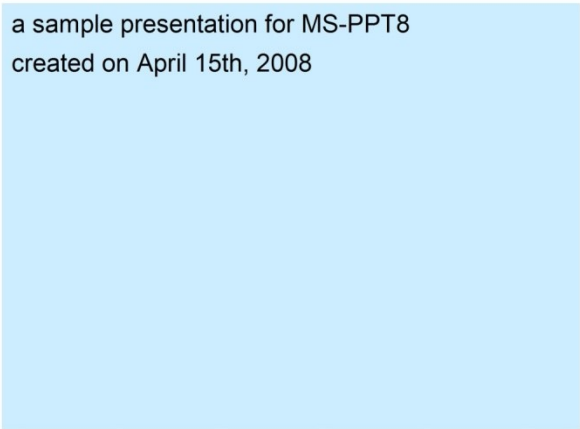 a sample presentation for MS-PPT8
created on April 15th, 2008